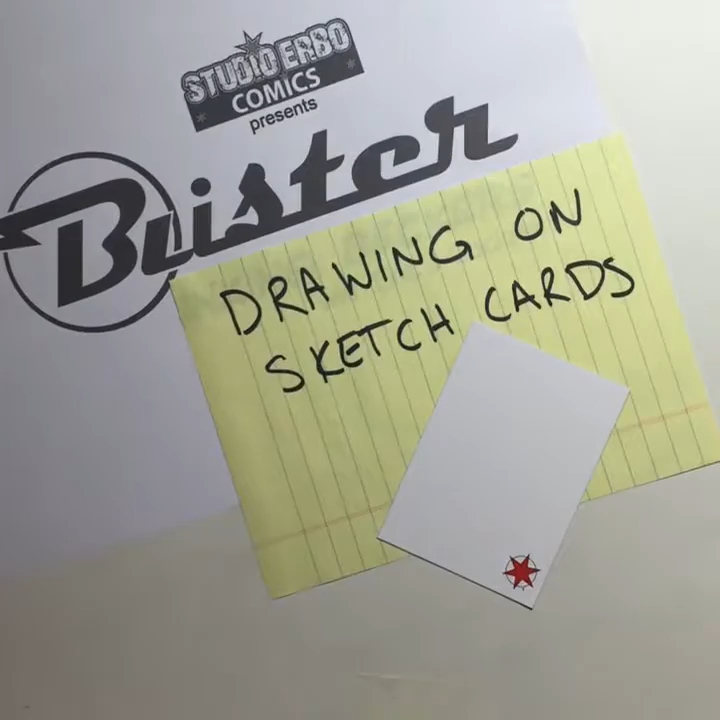 STUDIO ERBO
COMICS
presents
Buster
DRAWING ON
SKETCH CARDS